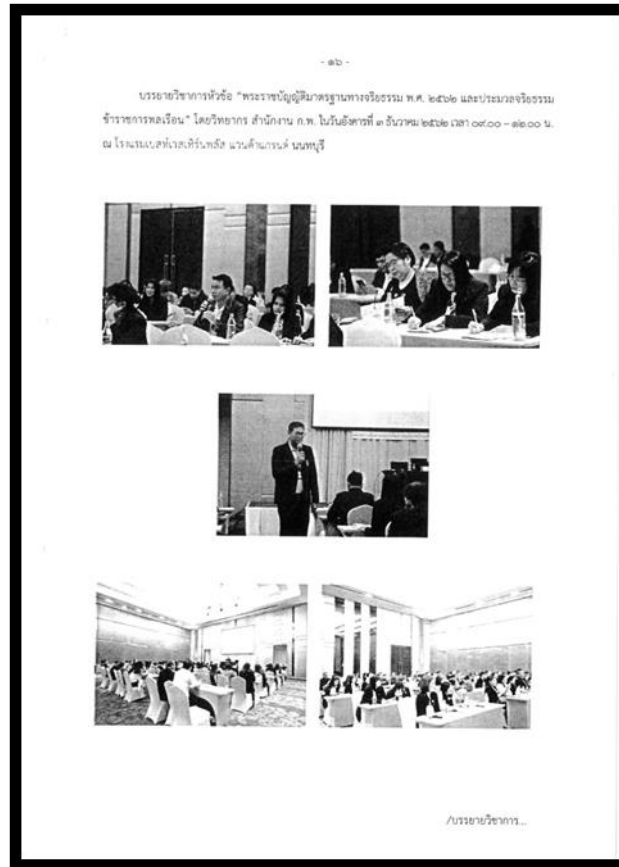 - ๑๖ -
บรรยายวิชาการหัวข้อ “พระราชบัญญัติมาตรฐานทางจริยธรรม พ.ศ. ๒๕๖๒ และประมวลจริยธรรม
ข้าราชการพลเรือน” โดยวิทยากร สำนักงาน ก.พ. ในวันอังคารที่ ๓ ธันวาคม ๒๕๖๒ เวลา ๐๙.๐๐ – ๑๒.๐๐ น.
ณ โรงแรมเบสท์เวสเทิร์นพลัส แวนด้าแกรนด์ นนทบุรี
/บรรยายวิชาการ...